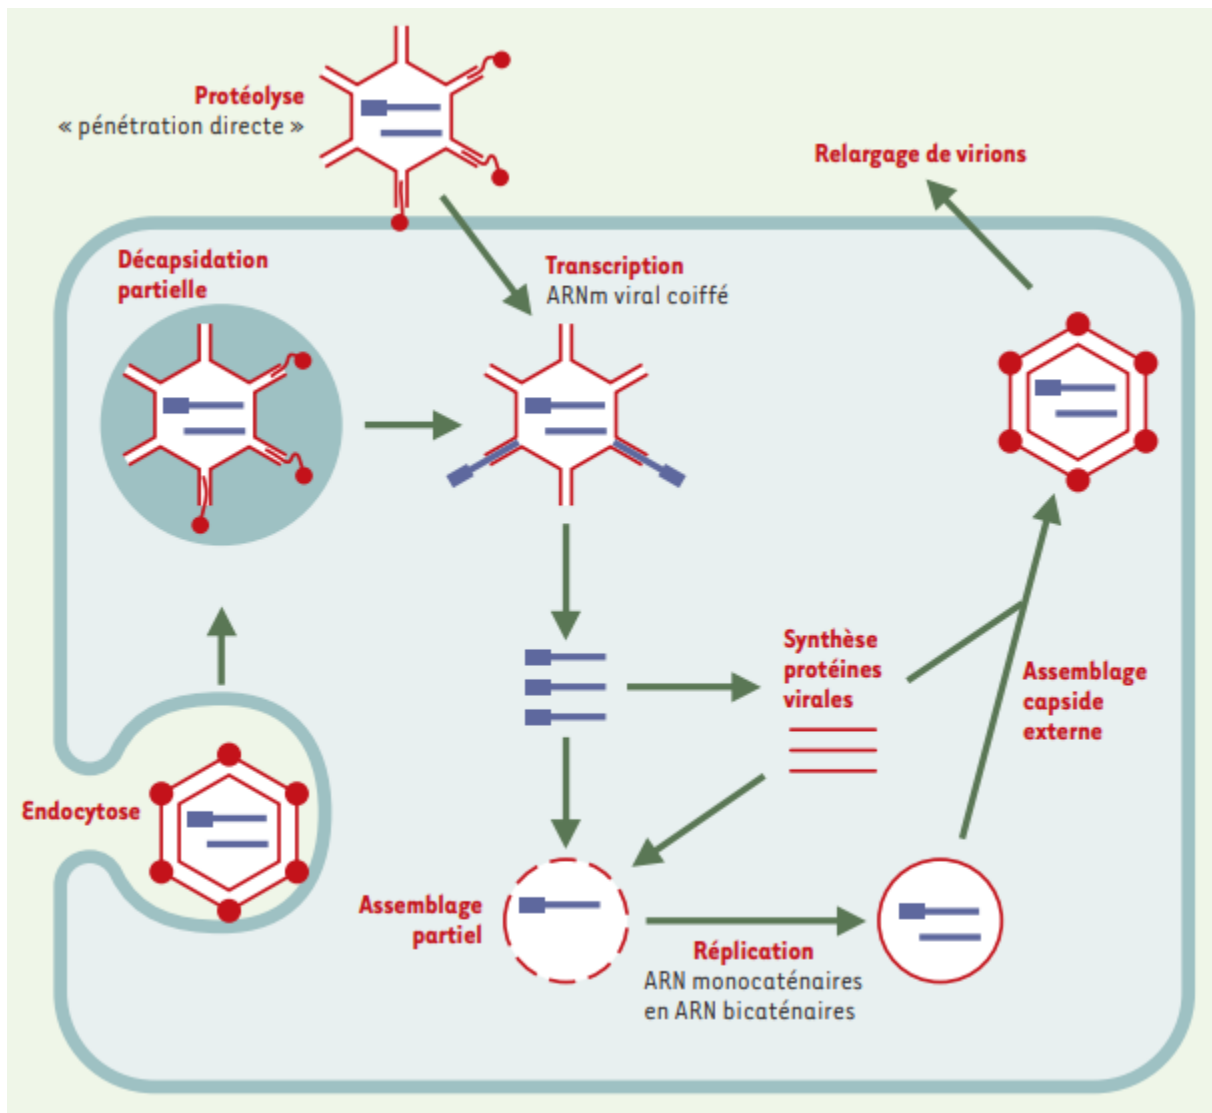 Protéolyse
« pénétration directe »
Relargage de virions
Décapsidation
partielle
Transcription
ARNm viral coiffé
Synthèse
protéines
virales
Assemblage
capside
externe
Endocytose
Assemblage
partiel
Réplication
ARN monocaténaires
en ARN bicaténaires